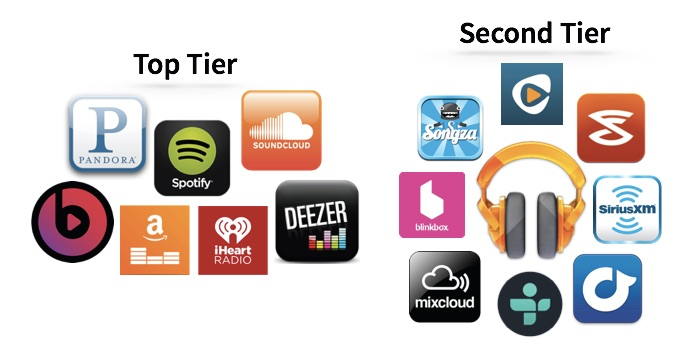 Top Tier
P
PANDORA
Spotify
SOUNDCLOUD
b
a
iHeart
RADIO
DEEZER
Second Tier
Songza
S
blinkbox
SiriusXM
mixcloud